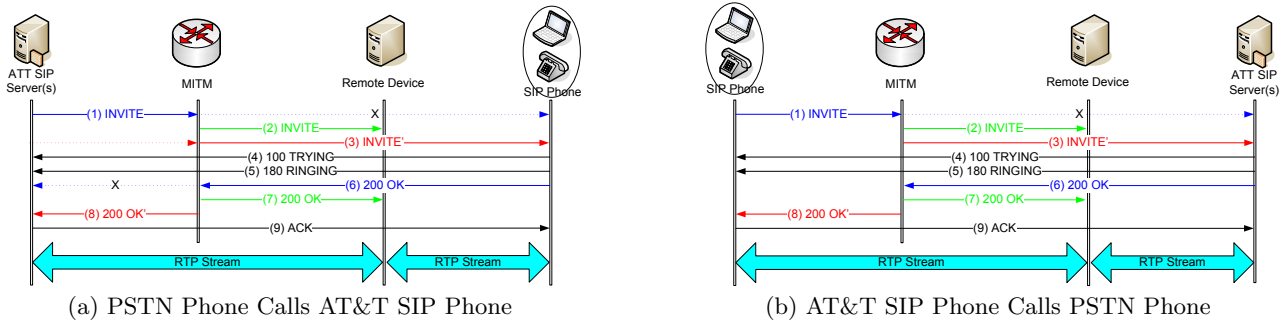 ATT SIP
Server(s)
MITM
Remote Device
SIP Phone
(1) INVITE
X
(2) INVITE
(3) INVITE'
(4) 100 TRYING
(5) 180 RINGING
X
(6) 200 OK
(7) 200 OK
(8) 200 OK'
(9) ACK
RTP Stream
RTP Stream
(a) PSTN Phone Calls AT&T SIP Phone
SIP Phone
MITM
Remote Device
ATT SIP
Server(s)
(1) INVITE
X
(2) INVITE
(3) INVITE'
(4) 100 TRYING
(5) 180 RINGING
(6) 200 OK
(7) 200 OK
(8) 200 OK'
(9) ACK
RTP Stream
RTP Stream
(b) AT&T SIP Phone Calls PSTN Phone